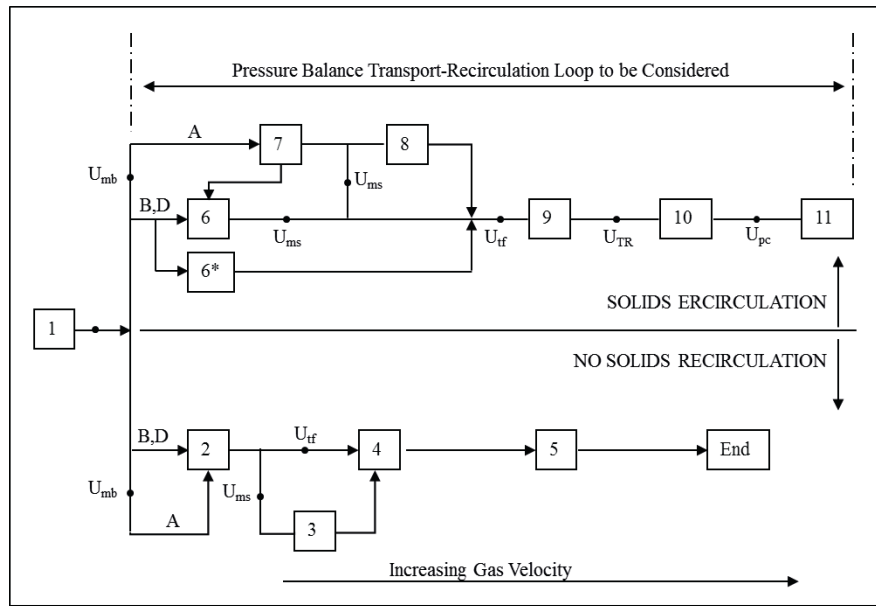 Pressure Balance Transport-Recirculation Loop to be Considered
A
7
8
Umb
Ums
B,D
6
Ums
Utf
9
UTR
10
Upc
11
6*
SOLIDS ERCIRCULATION
1
NO SOLIDS RECIRCULATION
B,D
2
Utf
4
5
End
Umb
Ums
A
3
Increasing Gas Velocity